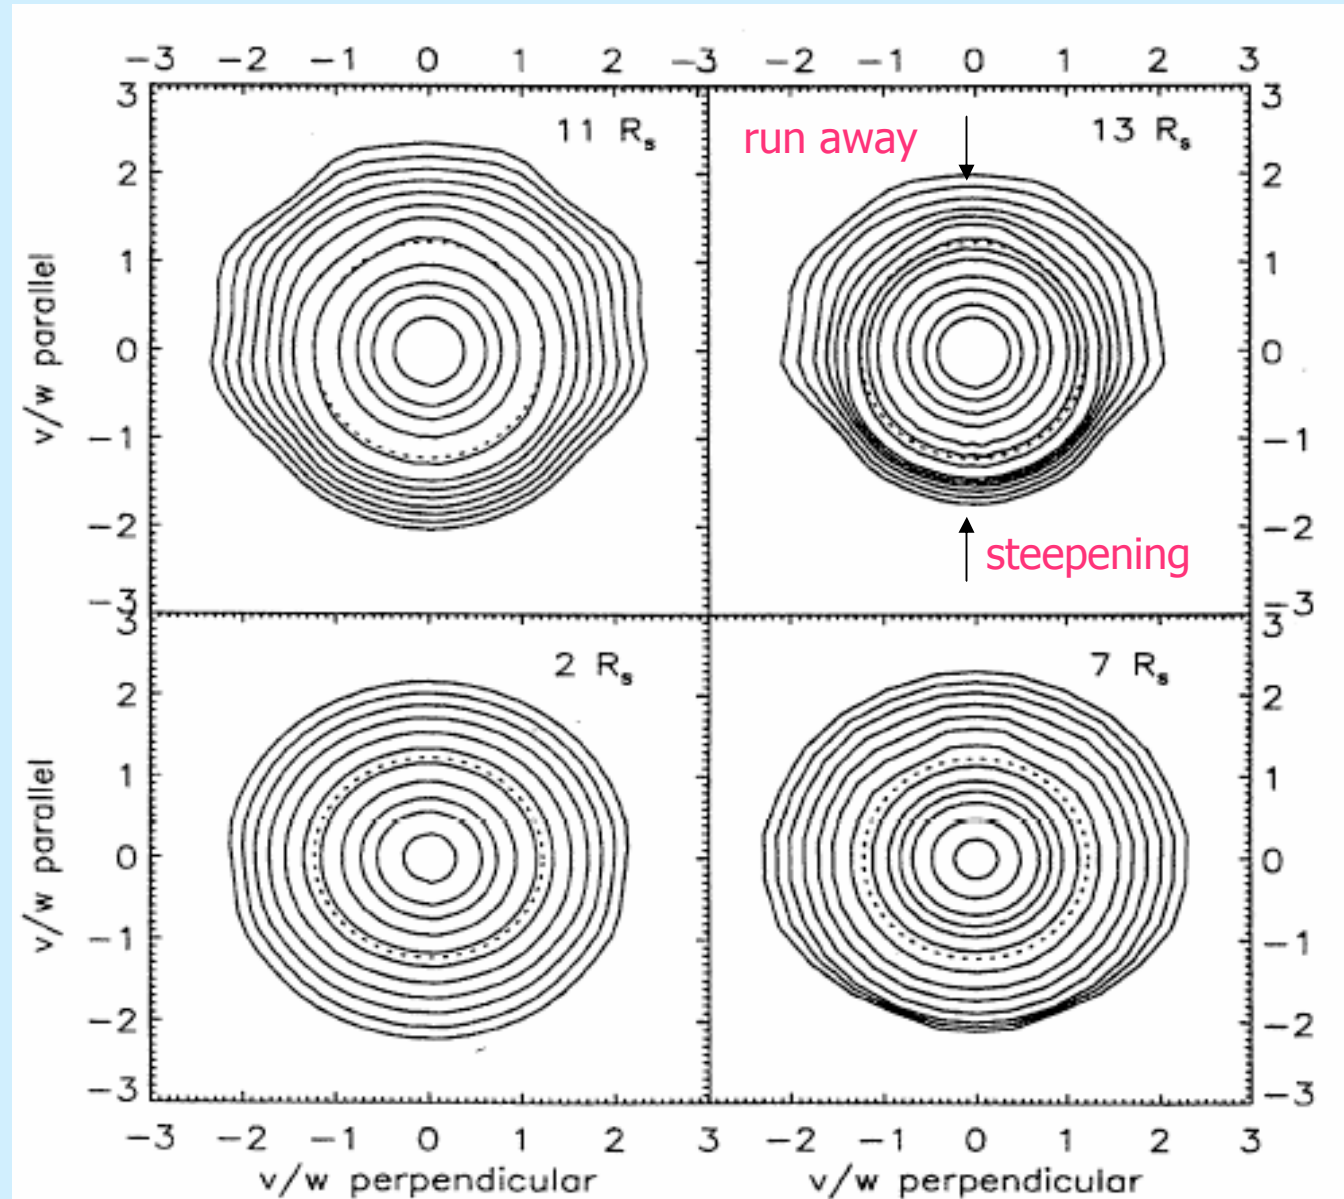 −3 −2 −1 0 1 2 −3 −2 −1 0 1 2 3
3 3
11 Rs run away 13 Rs
2 2
1 1
v/w parallel
0 0
−1 −1
−2 −2
steepening
−3 −3
3 3
2 Rs 7 Rs
2 2
1 1
v/w parallel
0 0
−1 −1
−2 −2
−3 −3
−3 −2 −1 0 1 2 3 −2 −1 0 1 2 3
v/w perpendicular v/w perpendicular